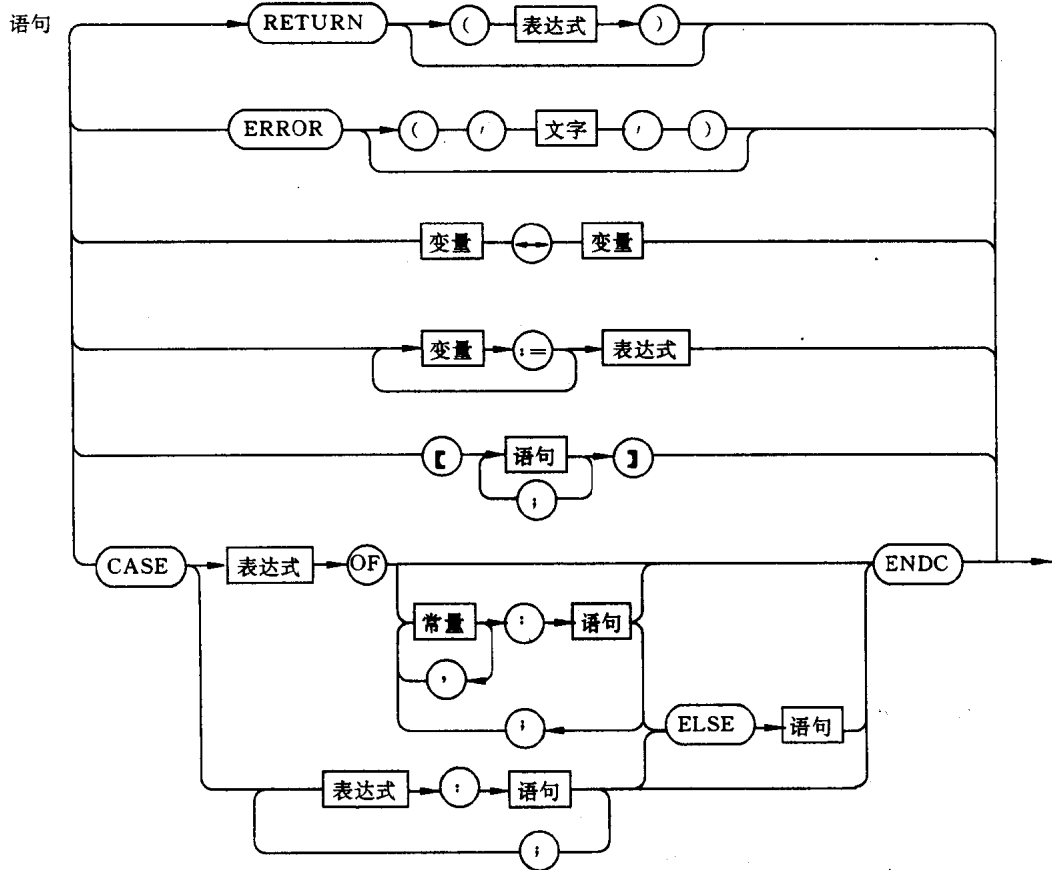 语句
RETURN ( 表达式 )
ERROR ( ' 文字 ' )
变量 ↔ 变量
变量 := 表达式
【 语句 】
;
CASE 表达式 OF ENDC
常量 : 语句
,
; ELSE 语句
表达式 : 语句
;